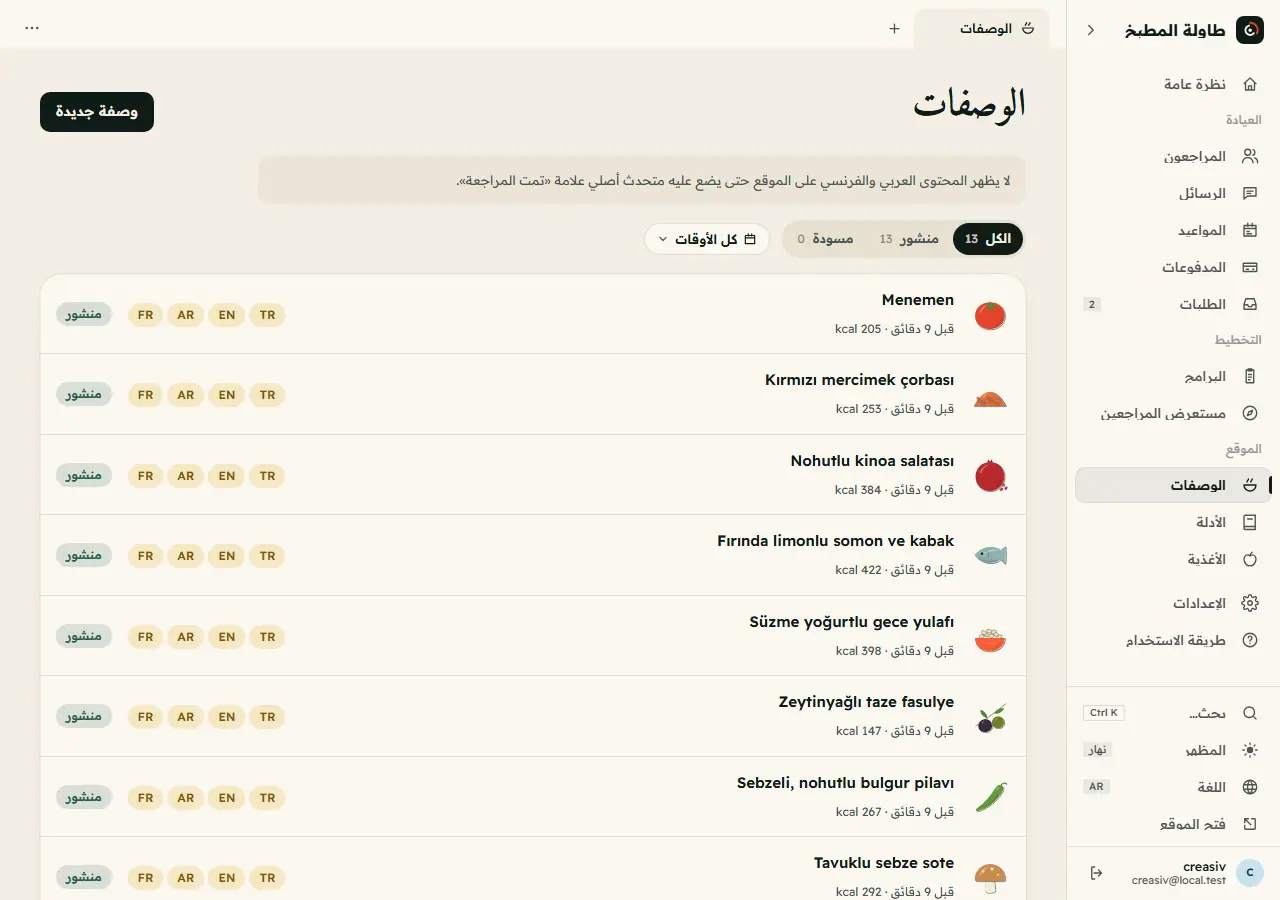 طاولة المطبخ
نظرة عامة
العيادة
المراجعون
الرسائل
المواعيد
المدفوعات
الطلبات 2
التخطيط
البرامج
مستعرض المراجعين
الموقع
الوصفات
الأدلة
الأغذية
الإعدادات
طريقة الاستخدام
بحث... Ctrl K
المظهر نهار
اللغة AR
فتح الموقع
creasiv
creasiv@local.test
C
الوصفات
الوصفات
وصفة جديدة
لا يظهر المحتوى العربي والفرنسي على الموقع حتى يضع عليه متحدث أصلي علامة «تمت المراجعة».
الكل 13 منشور 13 مسودة 0 كل الأوقات
Menemen
قبل 9 دقائق · 205 kcal
TR EN AR FR منشور
Kırmızı mercimek çorbası
قبل 9 دقائق · 253 kcal
TR EN AR FR منشور
Nohutlu kinoa salatası
قبل 9 دقائق · 384 kcal
TR EN AR FR منشور
Fırında limonlu somon ve kabak
قبل 9 دقائق · 422 kcal
TR EN AR FR منشور
Süzme yoğurtlu gece yulafı
قبل 9 دقائق · 398 kcal
TR EN AR FR منشور
Zeytinyağlı taze fasulye
قبل 9 دقائق · 147 kcal
TR EN AR FR منشور
Sebzeli, nohutlu bulgur pilavı
قبل 9 دقائق · 267 kcal
TR EN AR FR منشور
Tavuklu sebze sote
قبل 9 دقائق · 292 kcal
TR EN AR FR منشور